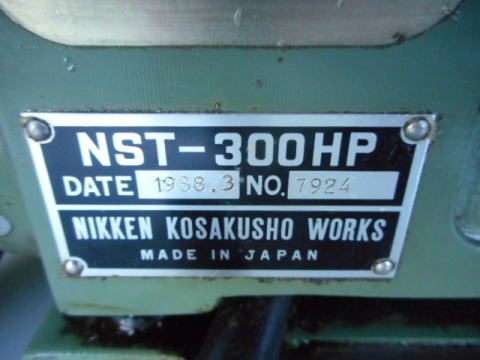 NST-300HP
DATE 1988.3 NO. 7924
NIKKEN KOSAKUSHO WORKS
MADE IN JAPAN